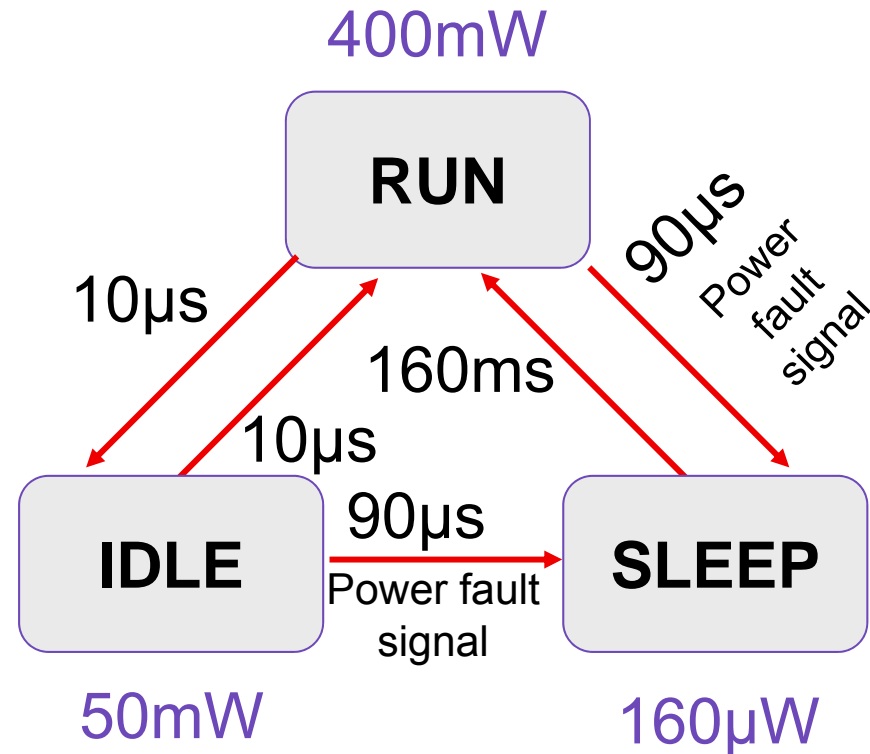 400mW
RUN
90µs
Power
fault
signal
10µs
160ms
10µs
90µs
IDLE
SLEEP
Power fault
signal
50mW
160µW